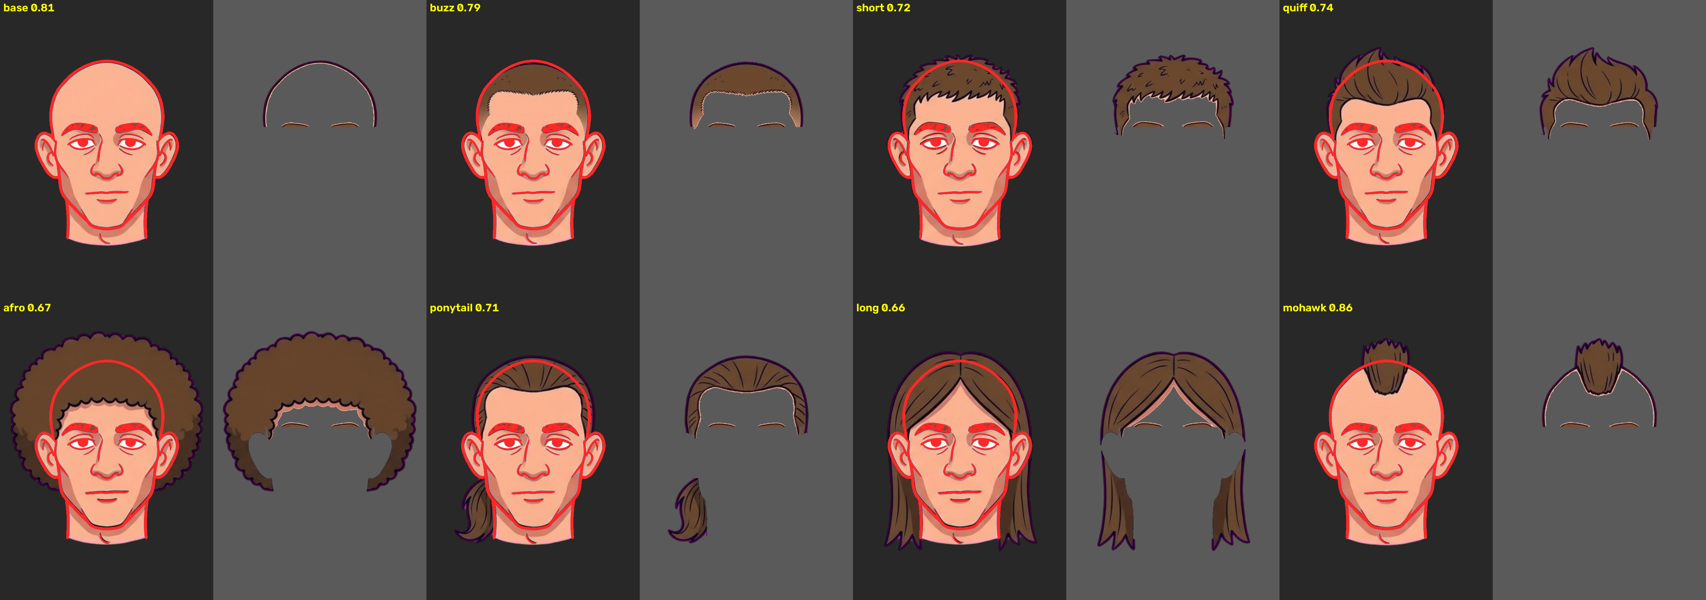 base 0.81
buzz 0.79
short 0.72
quiff 0.74
afro 0.67
ponytail 0.71
long 0.66
mohawk 0.86